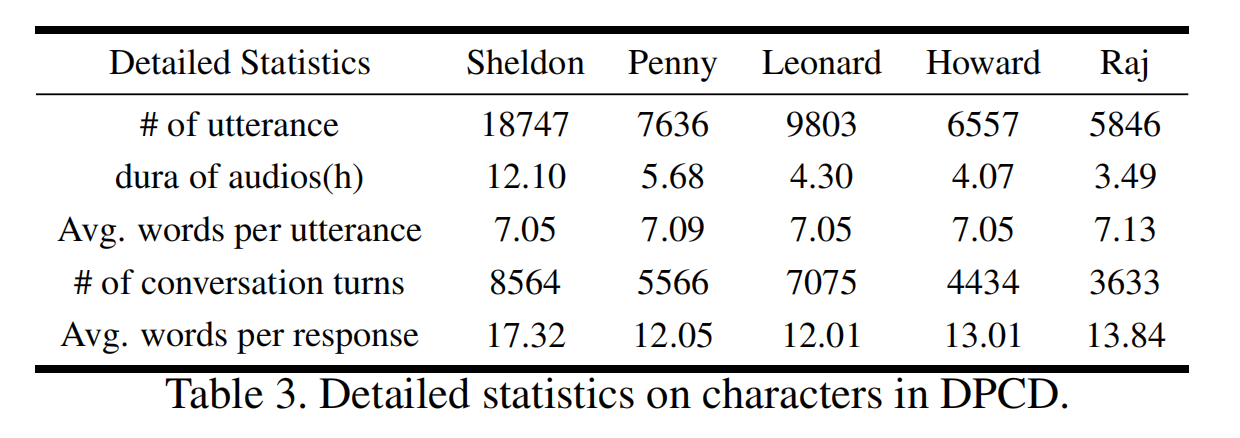 Detailed Statistics Sheldon Penny Leonard Howard Raj
# of utterance 18747 7636 9803 6557 5846
dura of audios(h) 12.10 5.68 4.30 4.07 3.49
Avg. words per utterance 7.05 7.09 7.05 7.05 7.13
# of conversation turns 8564 5566 7075 4434 3633
Avg. words per response 17.32 12.05 12.01 13.01 13.84
Table 3. Detailed statistics on characters in DPCD.